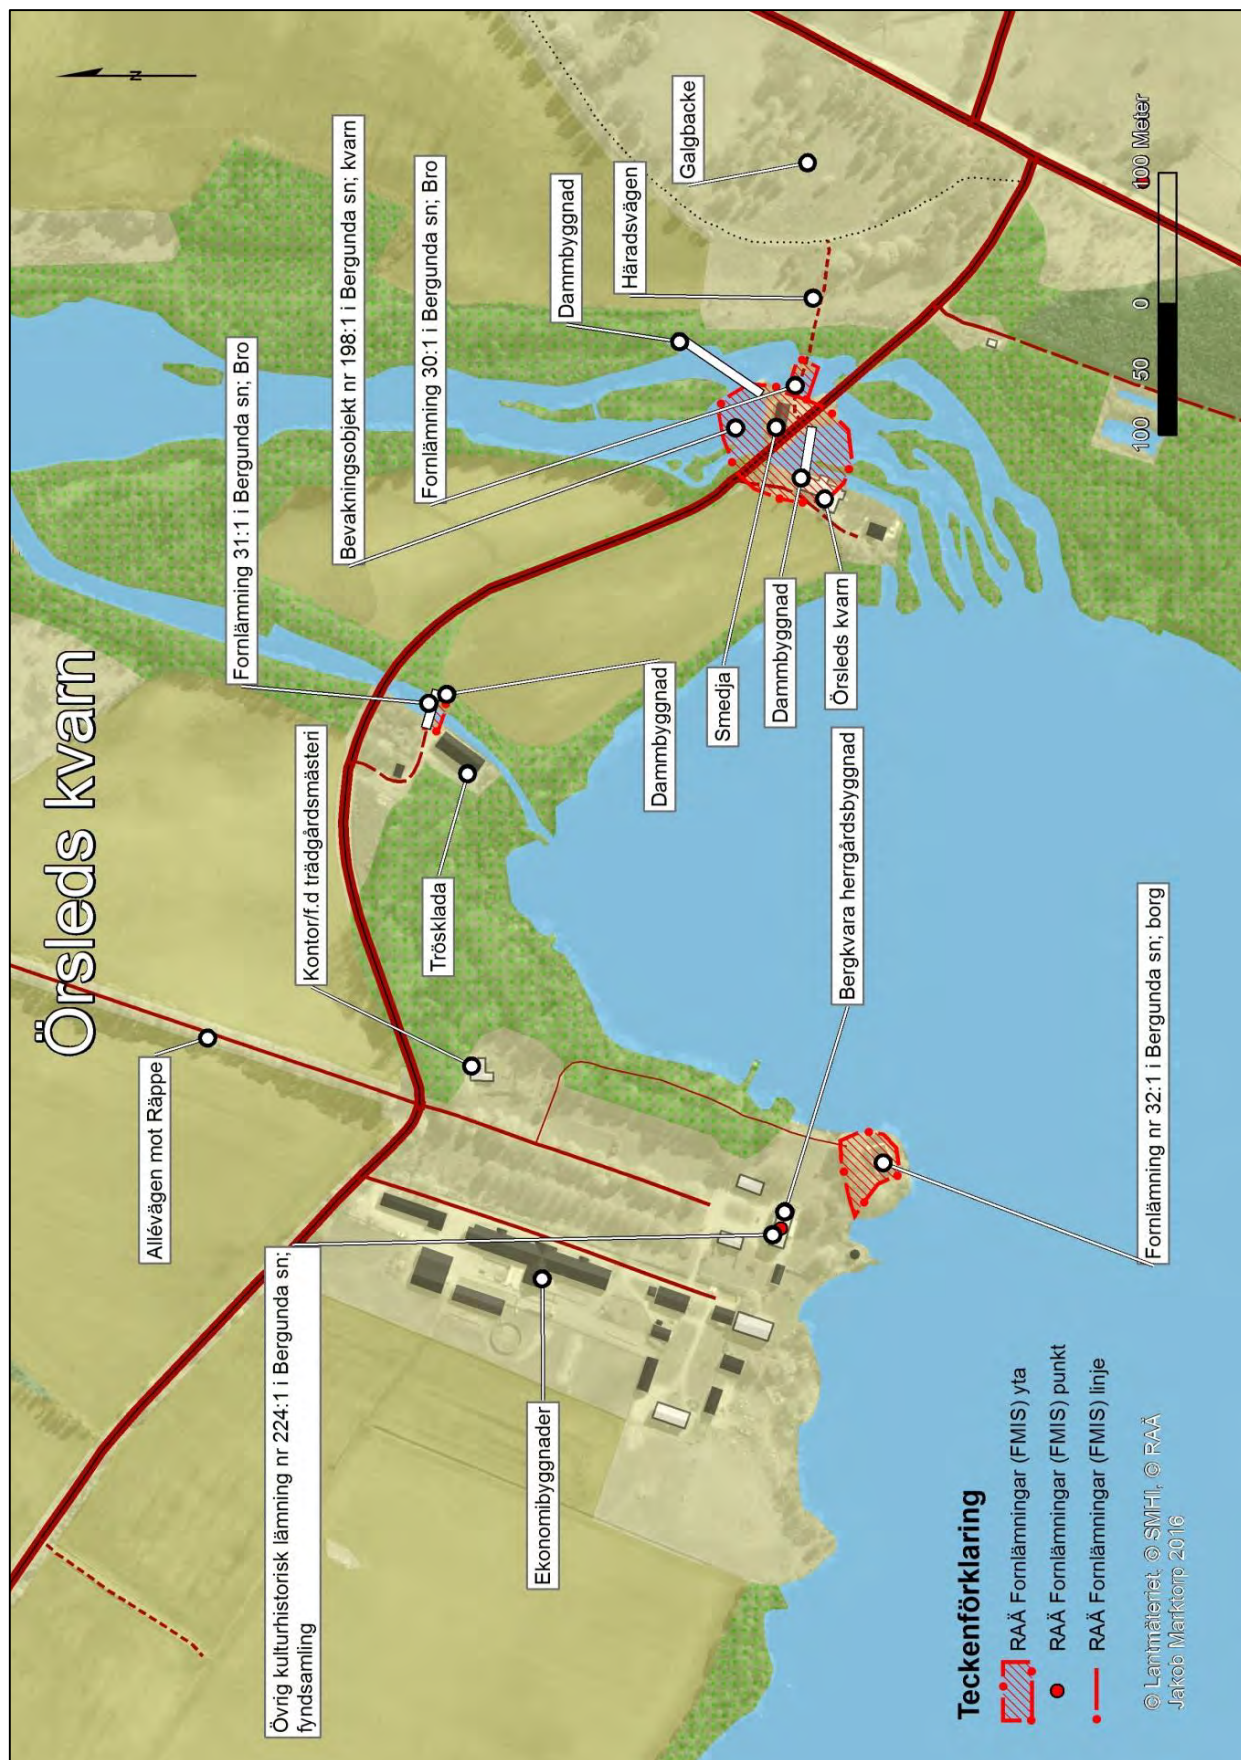 Örsleds kvarn
N
Allévägen mot Räppe
Kontor/f.d trädgårdsmästeri
Fornlämning 31:1 i Bergunda sn; Bro
Bevakningsobjekt nr 198:1 i Bergunda sn; kvarn
Fornlämning 30:1 i Bergunda sn; Bro
Dammbyggnad
Häradsvägen
Galgbacke
Övrig kulturhistorisk lämning nr 224:1 i Bergunda sn;
fyndsamling
Ekonomibyggnader
Trösklada
Dammbyggnad
Smedja
Dammbyggnad
Örsleds kvarn
Bergkvara herrgårdsbyggnad
Fornlämning nr 32:1 i Bergunda sn; borg
Teckenförklaring
RAÄ Fornlämningar (FMIS) yta
RAÄ Fornlämningar (FMIS) punkt
RAÄ Fornlämningar (FMIS) linje
© Lantmäteriet © SMHI, © RAÄ
Jakob Marktorp 2016
100 50 0 100 Meter